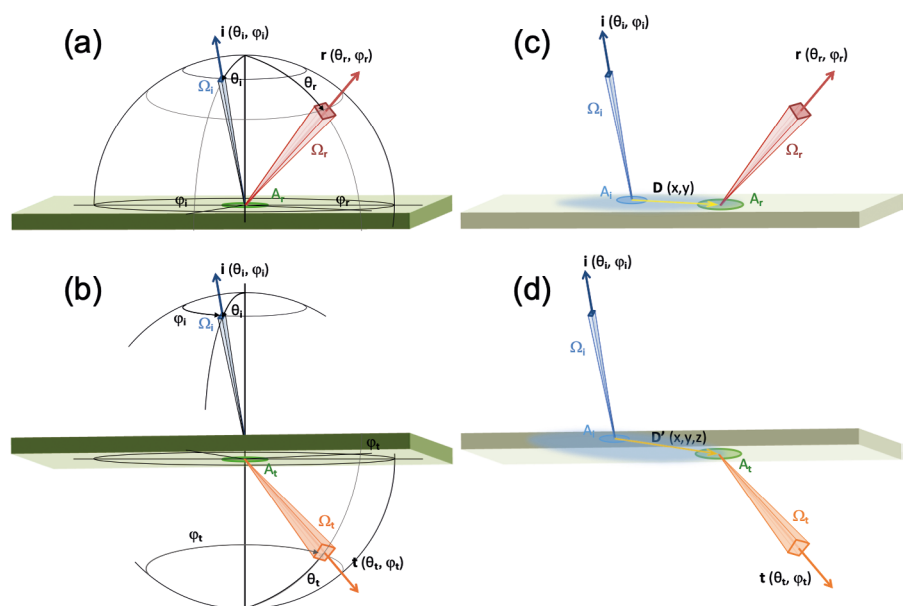 (a)
i (θi, φi)
r (θr, φr)
θi
θr
Ωi
Ωr
Ar
φi
φr
(c)
i (θi, φi)
r (θr, φr)
Ωi
Ωr
D (x,y)
Ai
Ar
(b)
i (θi, φi)
θi
φi
Ωi
φt
At
Ωt
φt
t (θt, φt)
θt
(d)
i (θi, φi)
Ωi
Ai
D' (x,y,z)
At
Ωt
t (θt, φt)